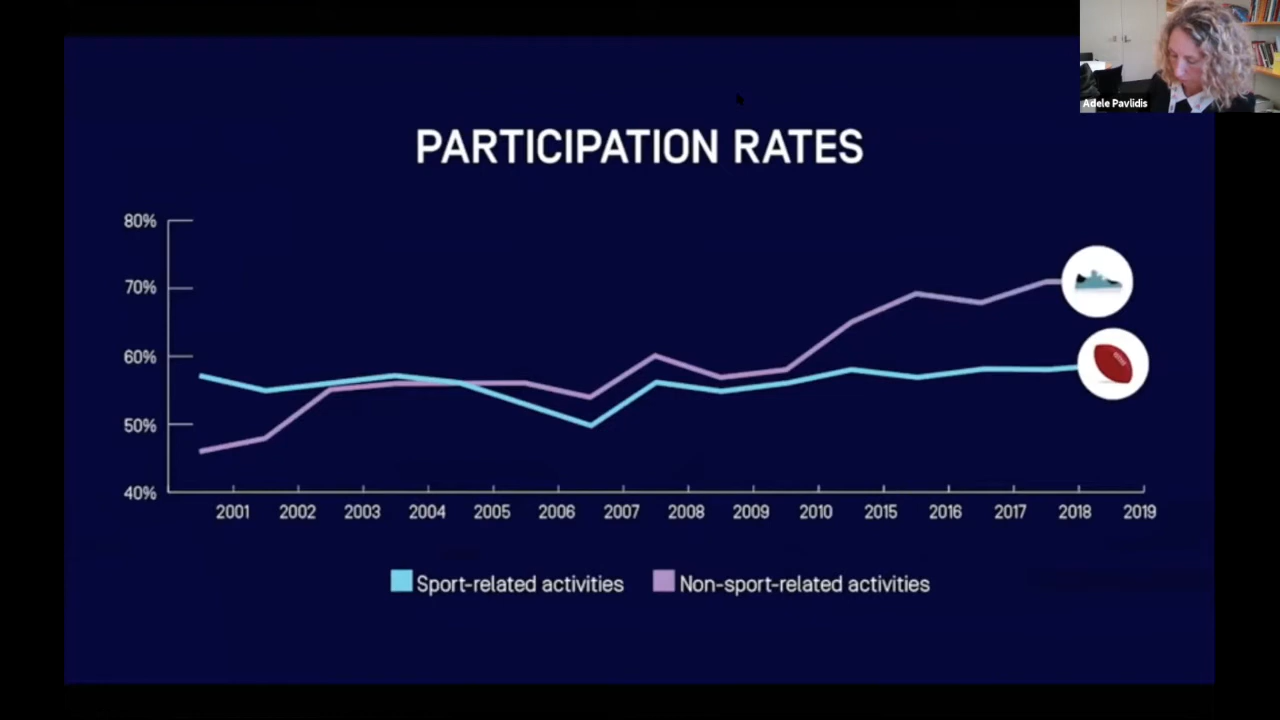 Adele Pavlidis
PARTICIPATION RATES
80%
70%
60%
50%
40%
2001 2002 2003 2004 2005 2006 2007 2008 2009 2010 2015 2016 2017 2018 2019
Sport-related activities Non-sport-related activities